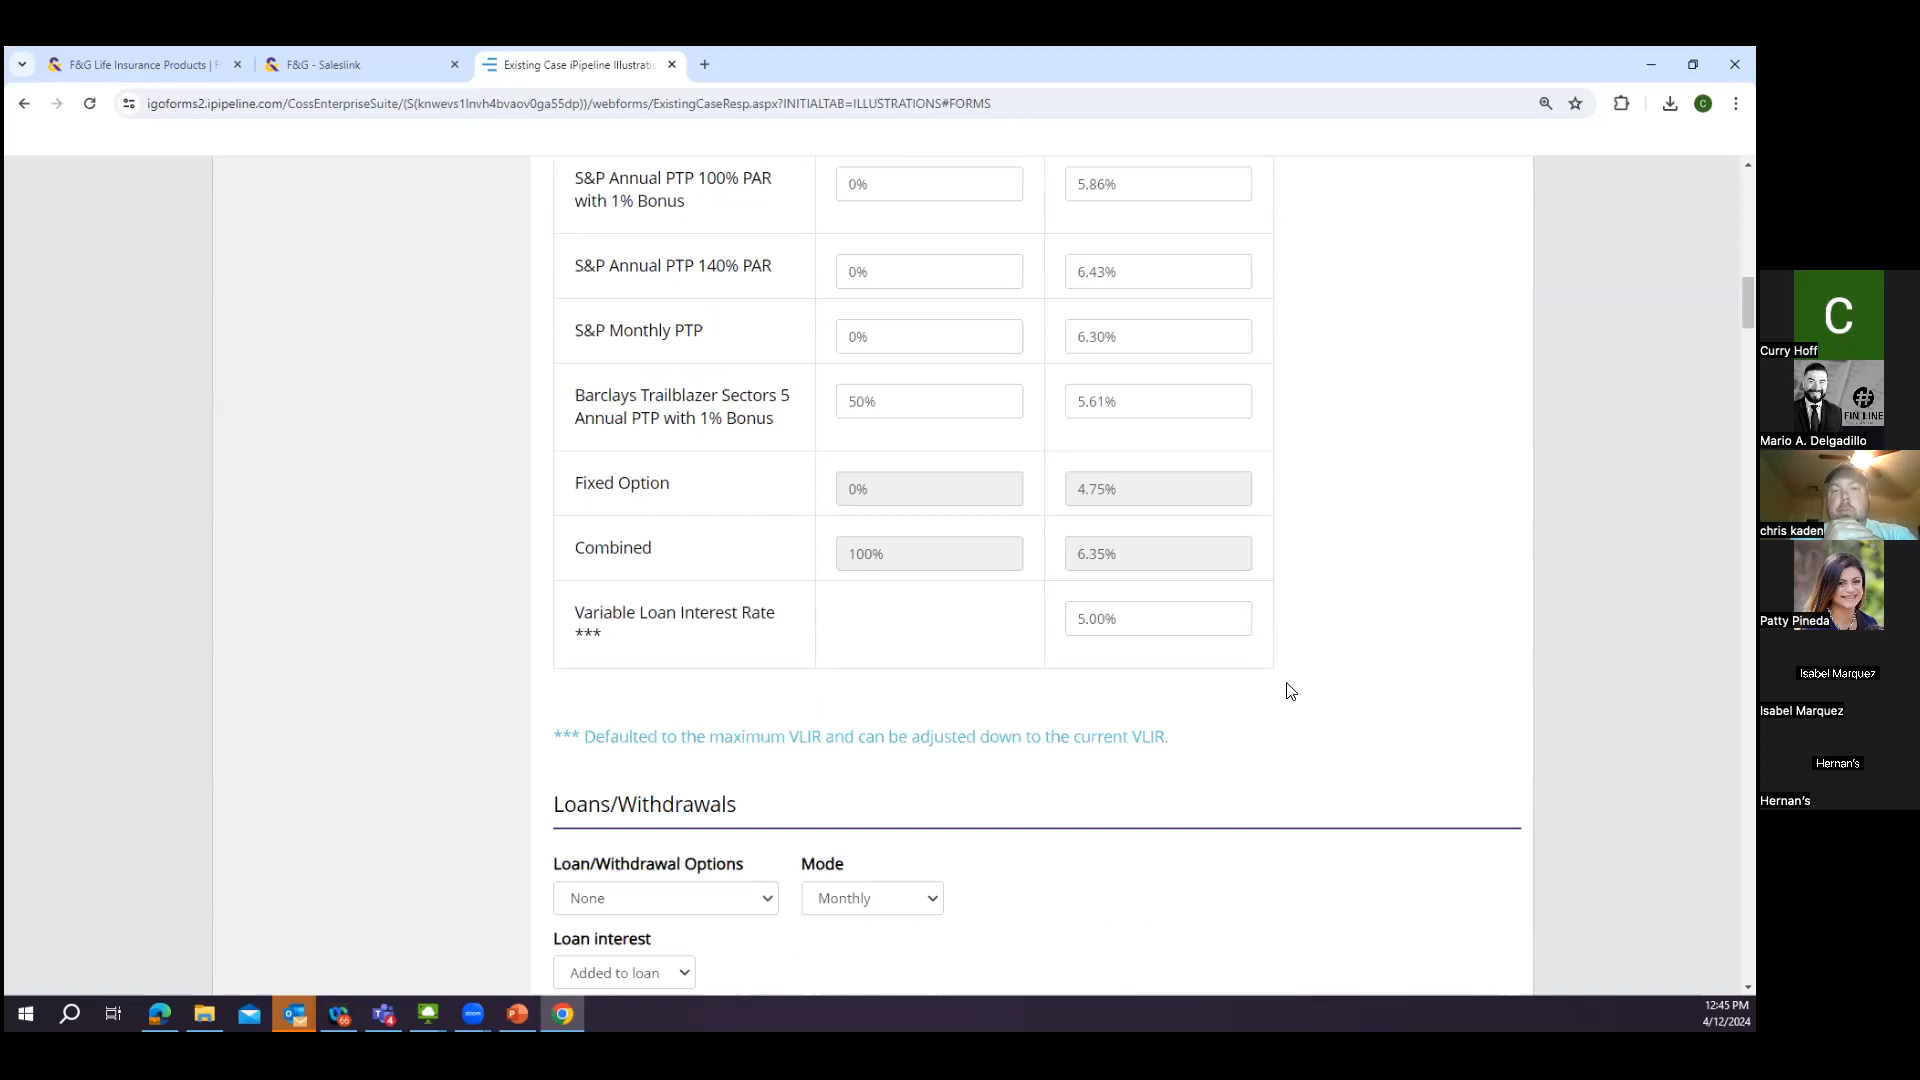 F&G Life Insurance Products | F
F&G - Saleslink
Existing Case iPipeline Illustratio
igoforms2.ipipeline.com/CossEnterpriseSuite/(S(knwevs1lnvh4bvaov0ga55dp))/webforms/ExistingCaseResp.aspx?INITIALTAB=ILLUSTRATIONS#FORMS
C
S&P Annual PTP 100% PAR
with 1% Bonus
0%
5.86%
S&P Annual PTP 140% PAR
0%
6.43%
S&P Monthly PTP
0%
6.30%
Barclays Trailblazer Sectors 5
Annual PTP with 1% Bonus
50%
5.61%
Fixed Option
0%
4.75%
Combined
100%
6.35%
Variable Loan Interest Rate
***
5.00%
*** Defaulted to the maximum VLIR and can be adjusted down to the current VLIR.
Loans/Withdrawals
Loan/Withdrawal Options
Mode
None
Monthly
Loan interest
Added to loan
C
Curry Hoff
#
FIN LINE
Mario A. Delgadillo
chris kaden
Patty Pineda
Isabel Marquez
Isabel Marquez
Hernan's
Hernan's
66
4
zoom
12:45 PM
4/12/2024